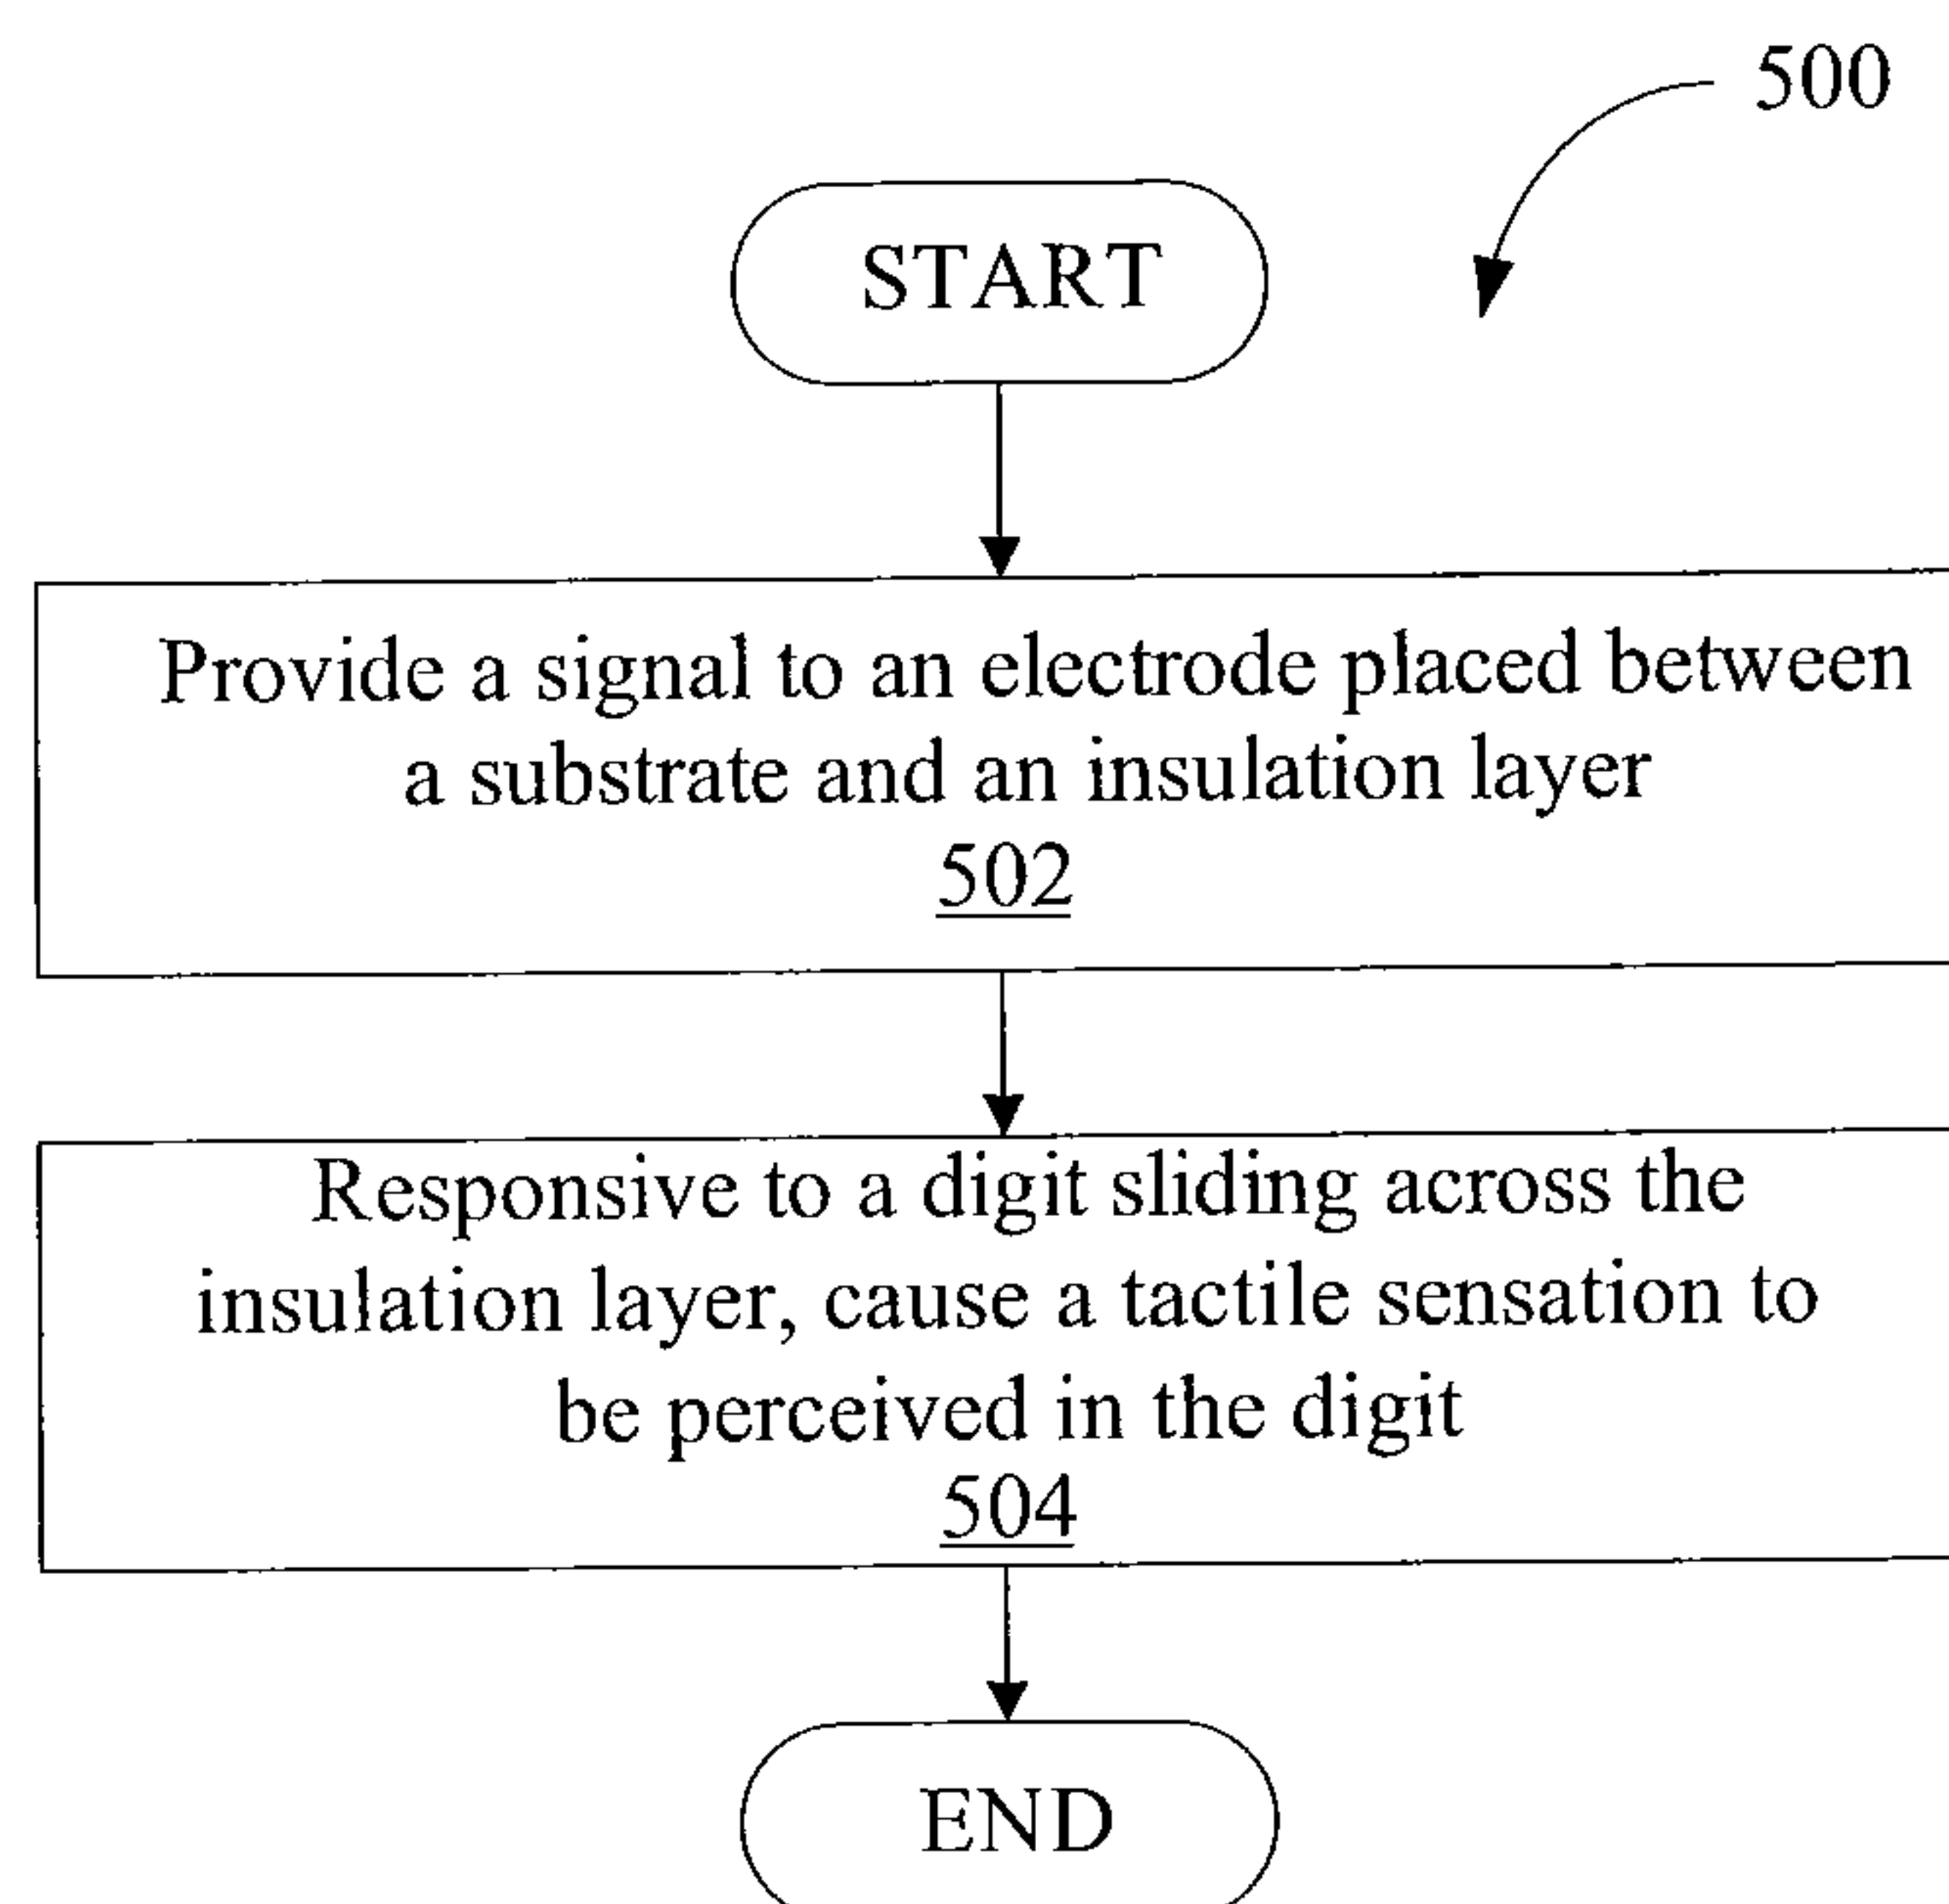 500
START
Provide a signal to an electrode placed between
a substrate and an insulation layer
502
Responsive to a digit sliding across the
insulation layer, cause a tactile sensation to
be perceived in the digit
504
END